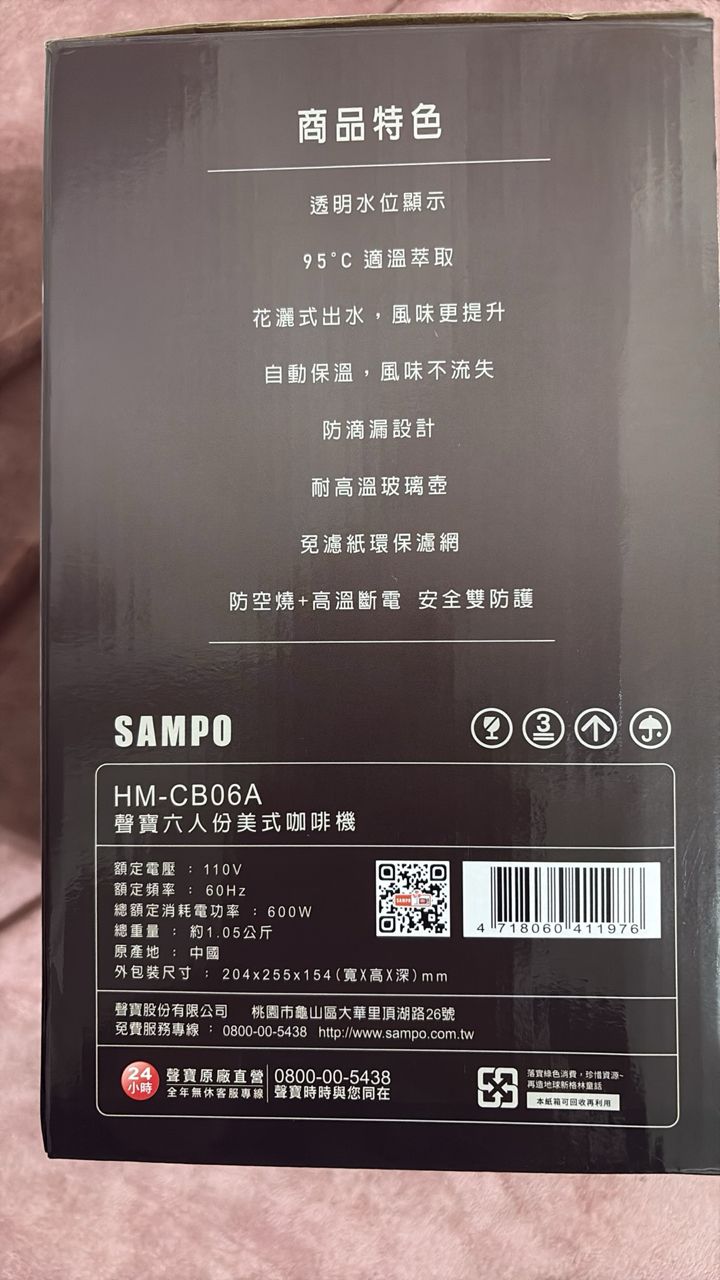 商品特色
透明水位顯示
95°C 適溫萃取
花灑式出水，風味更提升
自動保溫，風味不流失
防滴漏設計
耐高溫玻璃壺
免濾紙環保濾網
防空燒+高溫斷電 安全雙防護
SAMPO
3
HM-CB06A
聲寶六人份美式咖啡機
額定電壓 : 110V
額定頻率 : 60Hz
總額定消耗電功率 : 600W
總重量 : 約1.05公斤
原產地 : 中國
外包裝尺寸 : 204x255x154(寬X高X深)mm
SAMPO
4 718060 411976
聲寶股份有限公司 桃園市龜山區大華里頂湖路26號
免費服務專線 : 0800-00-5438 http://www.sampo.com.tw
24
小時
聲寶原廠直營
全年無休客服專線
0800-00-5438
聲寶時時與您同在
落實綠色消費，珍惜資源~
再造地球新格林童話
本紙箱可回收再利用